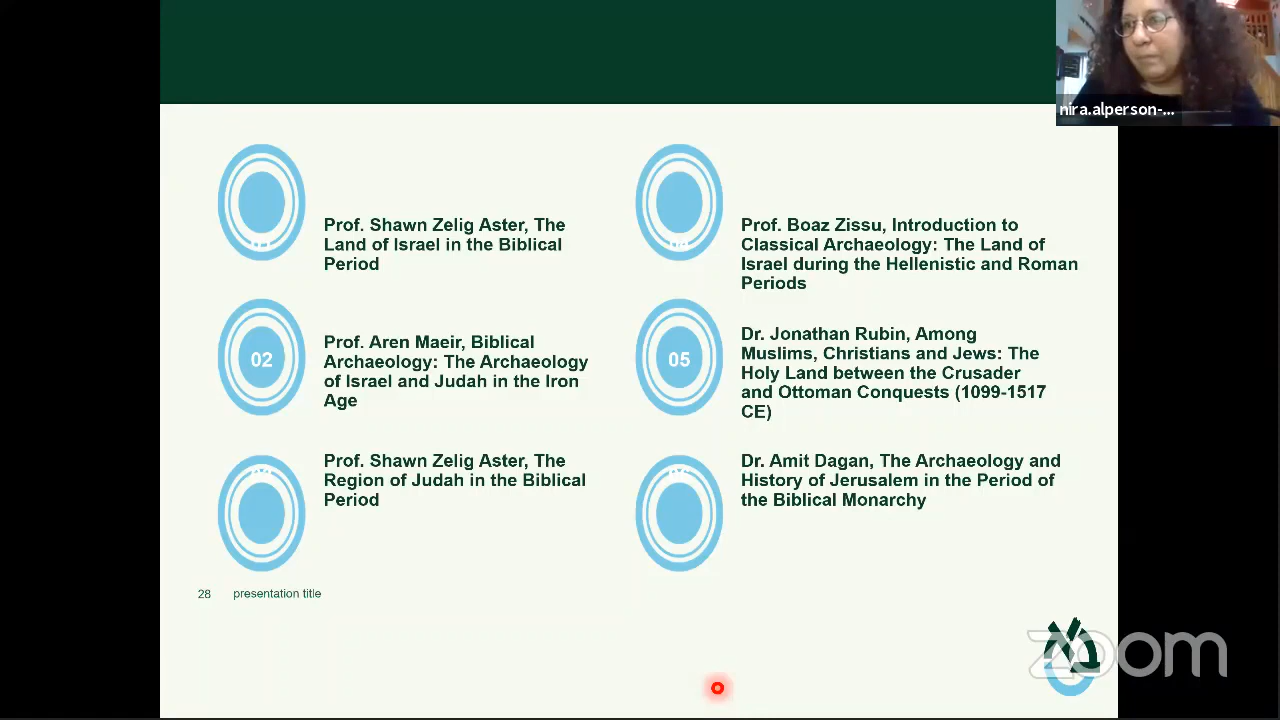 nira.alperson-...
Prof. Shawn Zelig Aster, The
Land of Israel in the Biblical
Period
02
Prof. Aren Maeir, Biblical
Archaeology: The Archaeology
of Israel and Judah in the Iron
Age
Prof. Shawn Zelig Aster, The
Region of Judah in the Biblical
Period
Prof. Boaz Zissu, Introduction to
Classical Archaeology: The Land of
Israel during the Hellenistic and Roman
Periods
05
Dr. Jonathan Rubin, Among
Muslims, Christians and Jews: The
Holy Land between the Crusader
and Ottoman Conquests (1099-1517
CE)
Dr. Amit Dagan, The Archaeology and
History of Jerusalem in the Period of
the Biblical Monarchy
28 presentation title
zoom